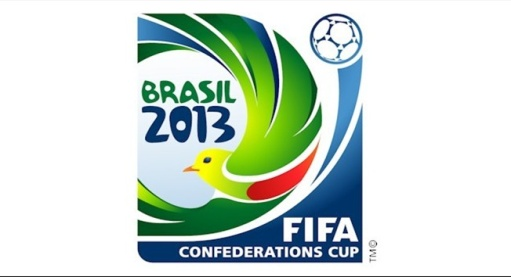 BRASIL
2013
FIFA
CONFEDERATIONS CUP
TM©